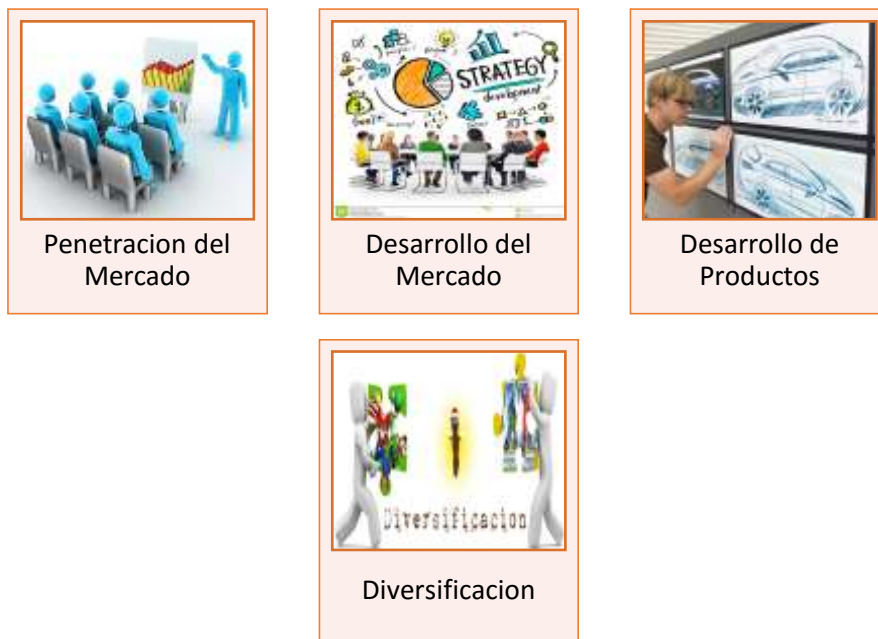 STRATEGY
development
Penetracion del
Mercado
Desarrollo del
Mercado
Desarrollo de
Productos
Diversificacion
Diversificacion